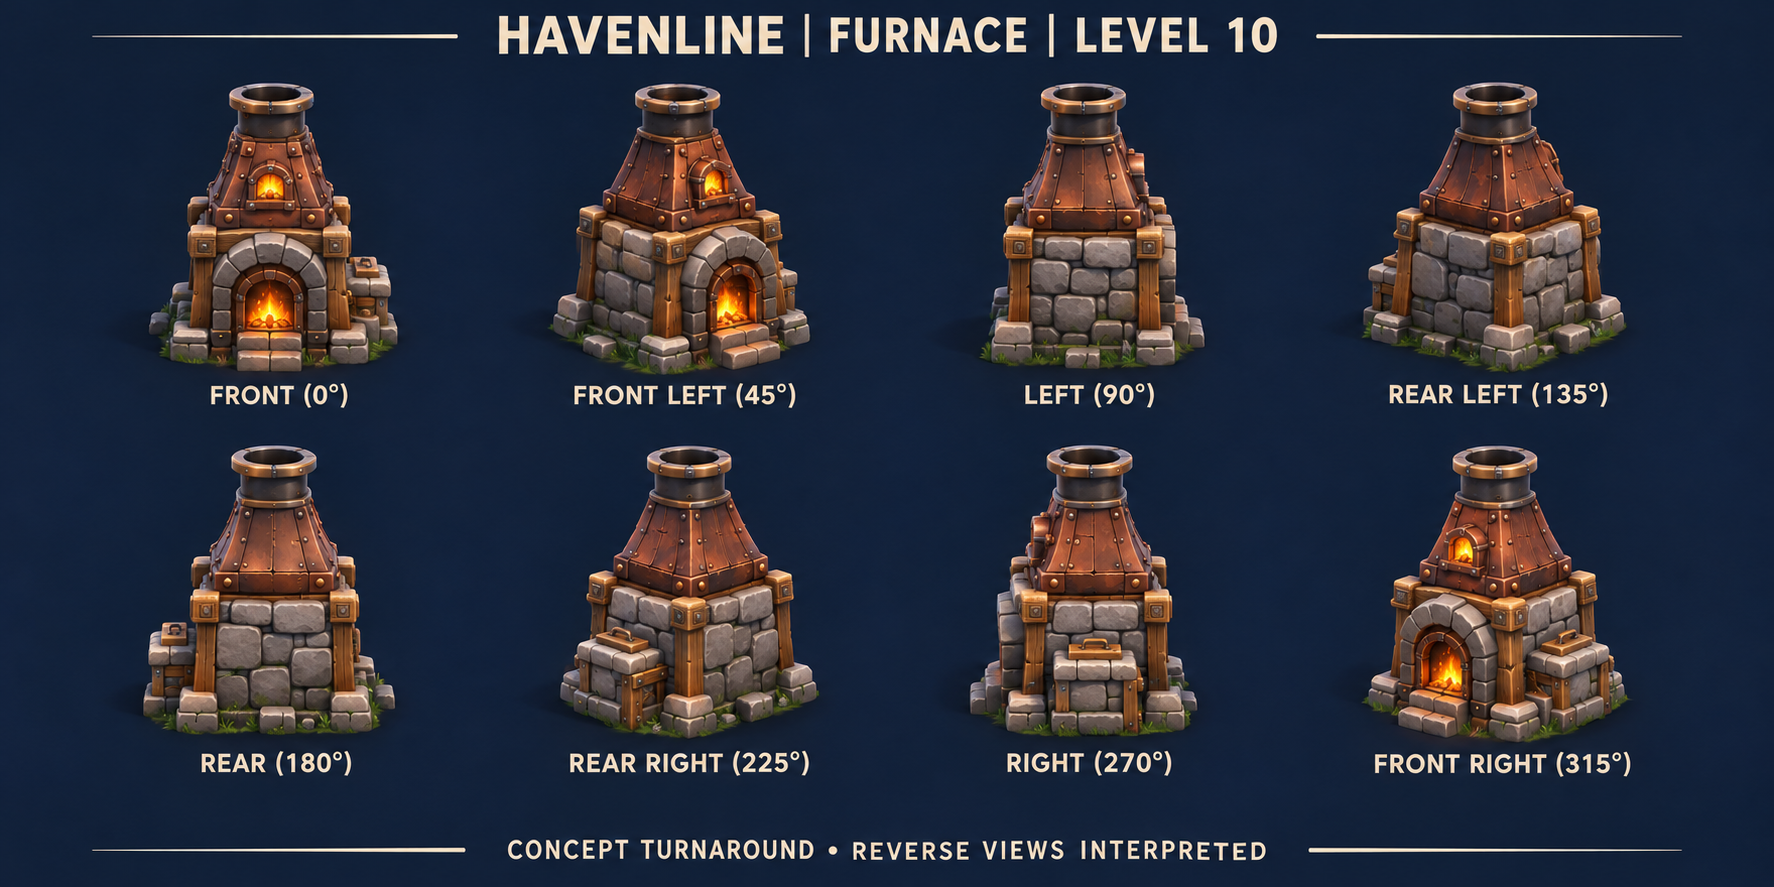 HAVENLINE | FURNACE | LEVEL 10
FRONT (0°)
FRONT LEFT (45°)
LEFT (90°)
REAR LEFT (135°)
REAR (180°)
REAR RIGHT (225°)
RIGHT (270°)
FRONT RIGHT (315°)
CONCEPT TURNAROUND • REVERSE VIEWS INTERPRETED